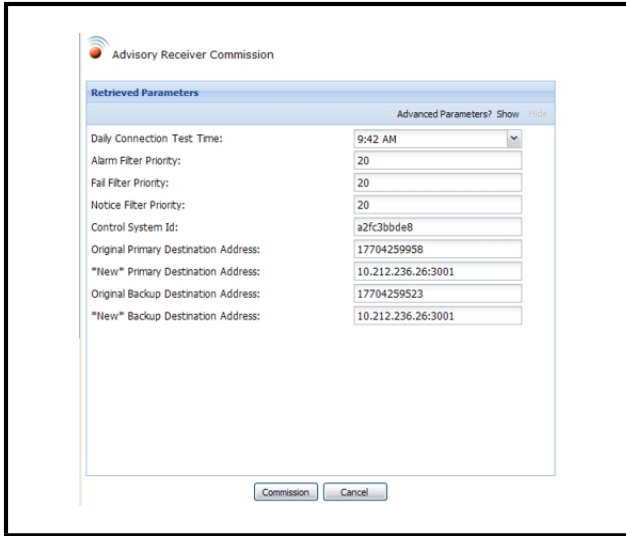 Advisory Receiver Commission
Retrieved Parameters
Advanced Parameters? Show Hide
Daily Connection Test Time: 9:42 AM
Alarm Filter Priority: 20
Fail Filter Priority: 20
Notice Filter Priority: 20
Control System Id: a2fc3bbde8
Original Primary Destination Address: 17704259958
*New* Primary Destination Address: 10.212.236.26:3001
Original Backup Destination Address: 17704259523
*New* Backup Destination Address: 10.212.236.26:3001
Commission Cancel